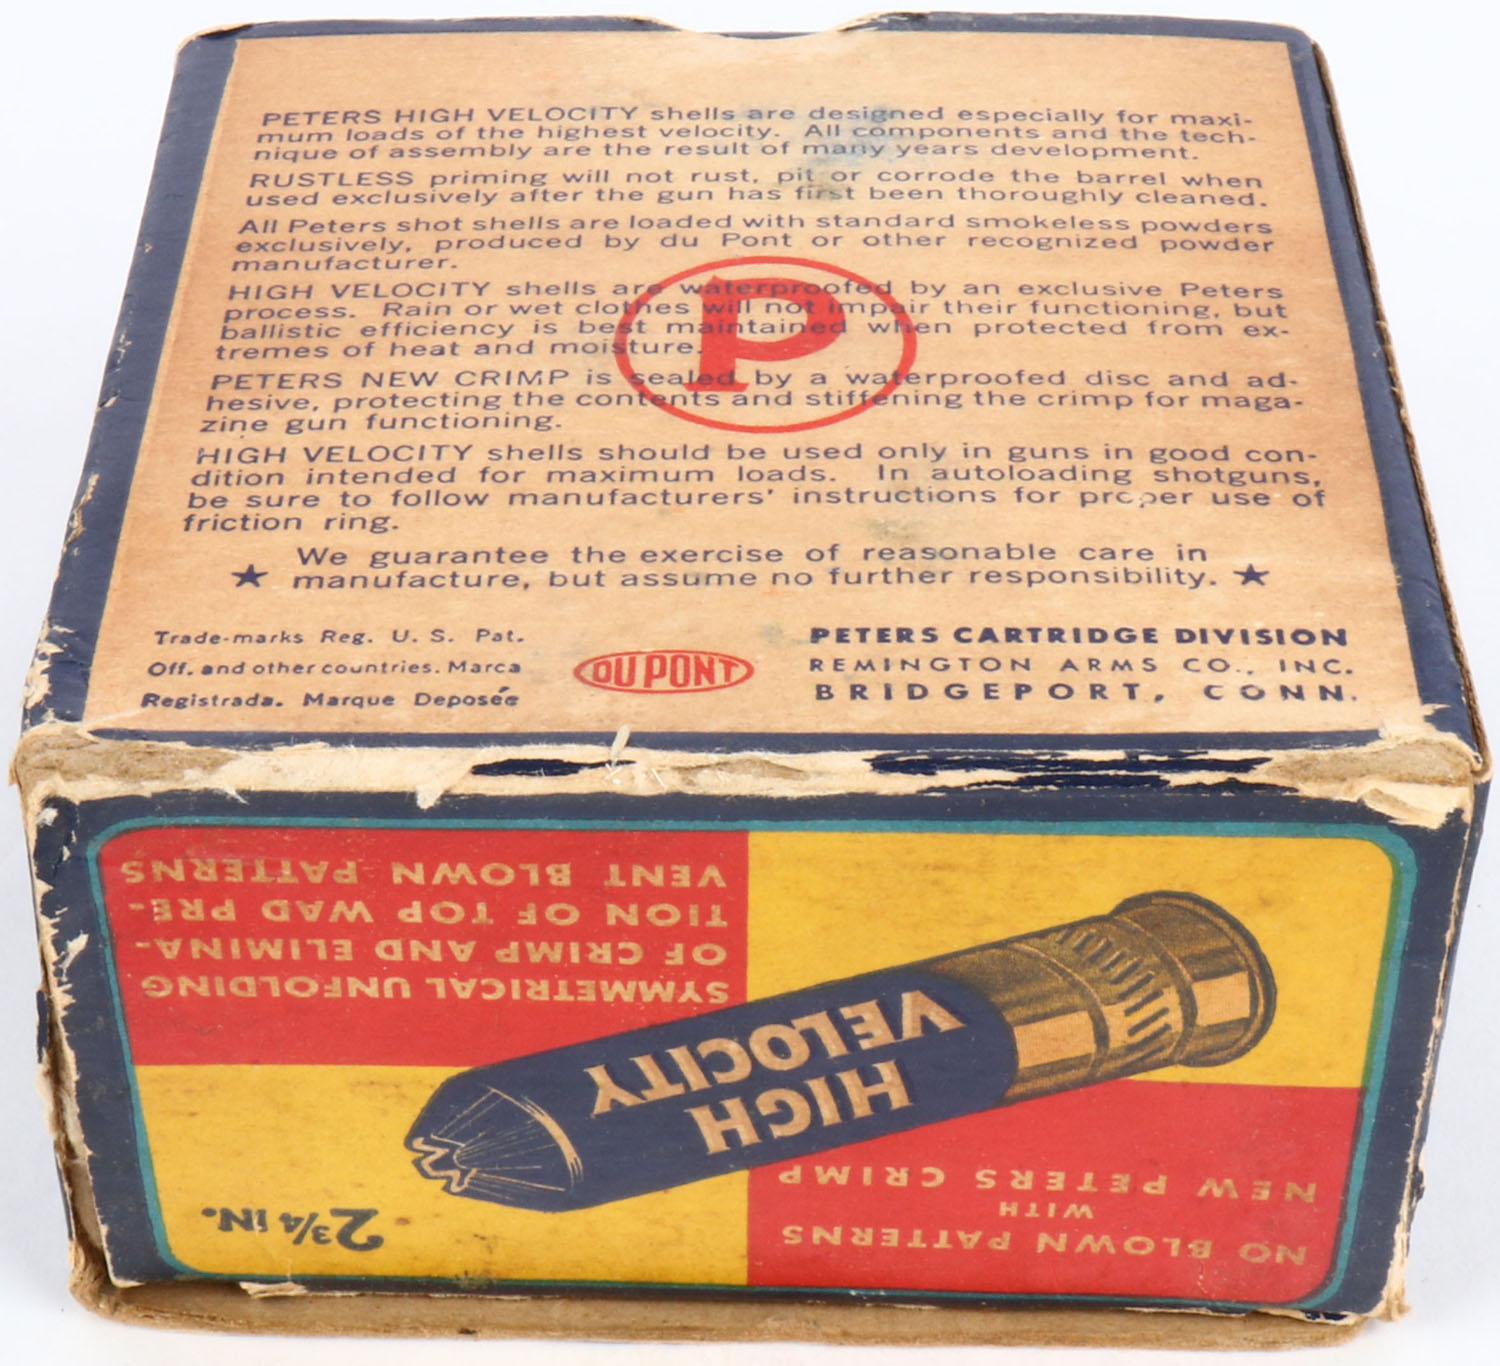 PETERS HIGH VELOCITY shells are designed especially for maxi-
mum loads of the highest velocity. All components and the tech-
nique of assembly are the result of many years development.
RUSTLESS priming will not rust, pit or corrode the barrel when
used exclusively after the gun has first been thoroughly cleaned.
All Peters shot shells are loaded with standard smokeless powders
exclusively, produced by du Pont or other recognized powder
manufacturer.
HIGH VELOCITY shells are waterproofed by an exclusive Peters
process. Rain or wet clothes will not impair their functioning, but
ballistic efficiency is best maintained when protected from ex-
tremes of heat and moisture.
P
PETERS NEW CRIMP is sealed by a waterproofed disc and ad-
hesive, protecting the contents and stiffening the crimp for maga-
zine gun functioning.
HIGH VELOCITY shells should be used only in guns in good con-
dition intended for maximum loads. In autoloading shotguns,
be sure to follow manufacturers' instructions for proper use of
friction ring.
We guarantee the exercise of reasonable care in
★ manufacture, but assume no further responsibility. ★
Trade-marks Reg. U. S. Pat.
Off. and other countries. Marca
Registrada. Marque Deposée
DU PONT
PETERS CARTRIDGE DIVISION
REMINGTON ARMS CO., INC.
BRIDGEPORT, CONN.
NO BLOWN PATTERNS
WITH
NEW PETERS CRIMP
2¾ IN.
HIGH
VELOCITY
SYMMETRICAL UNFOLDING
OF CRIMP AND ELIMINA-
TION OF TOP WAD PRE-
VENT BLOWN PATTERNS